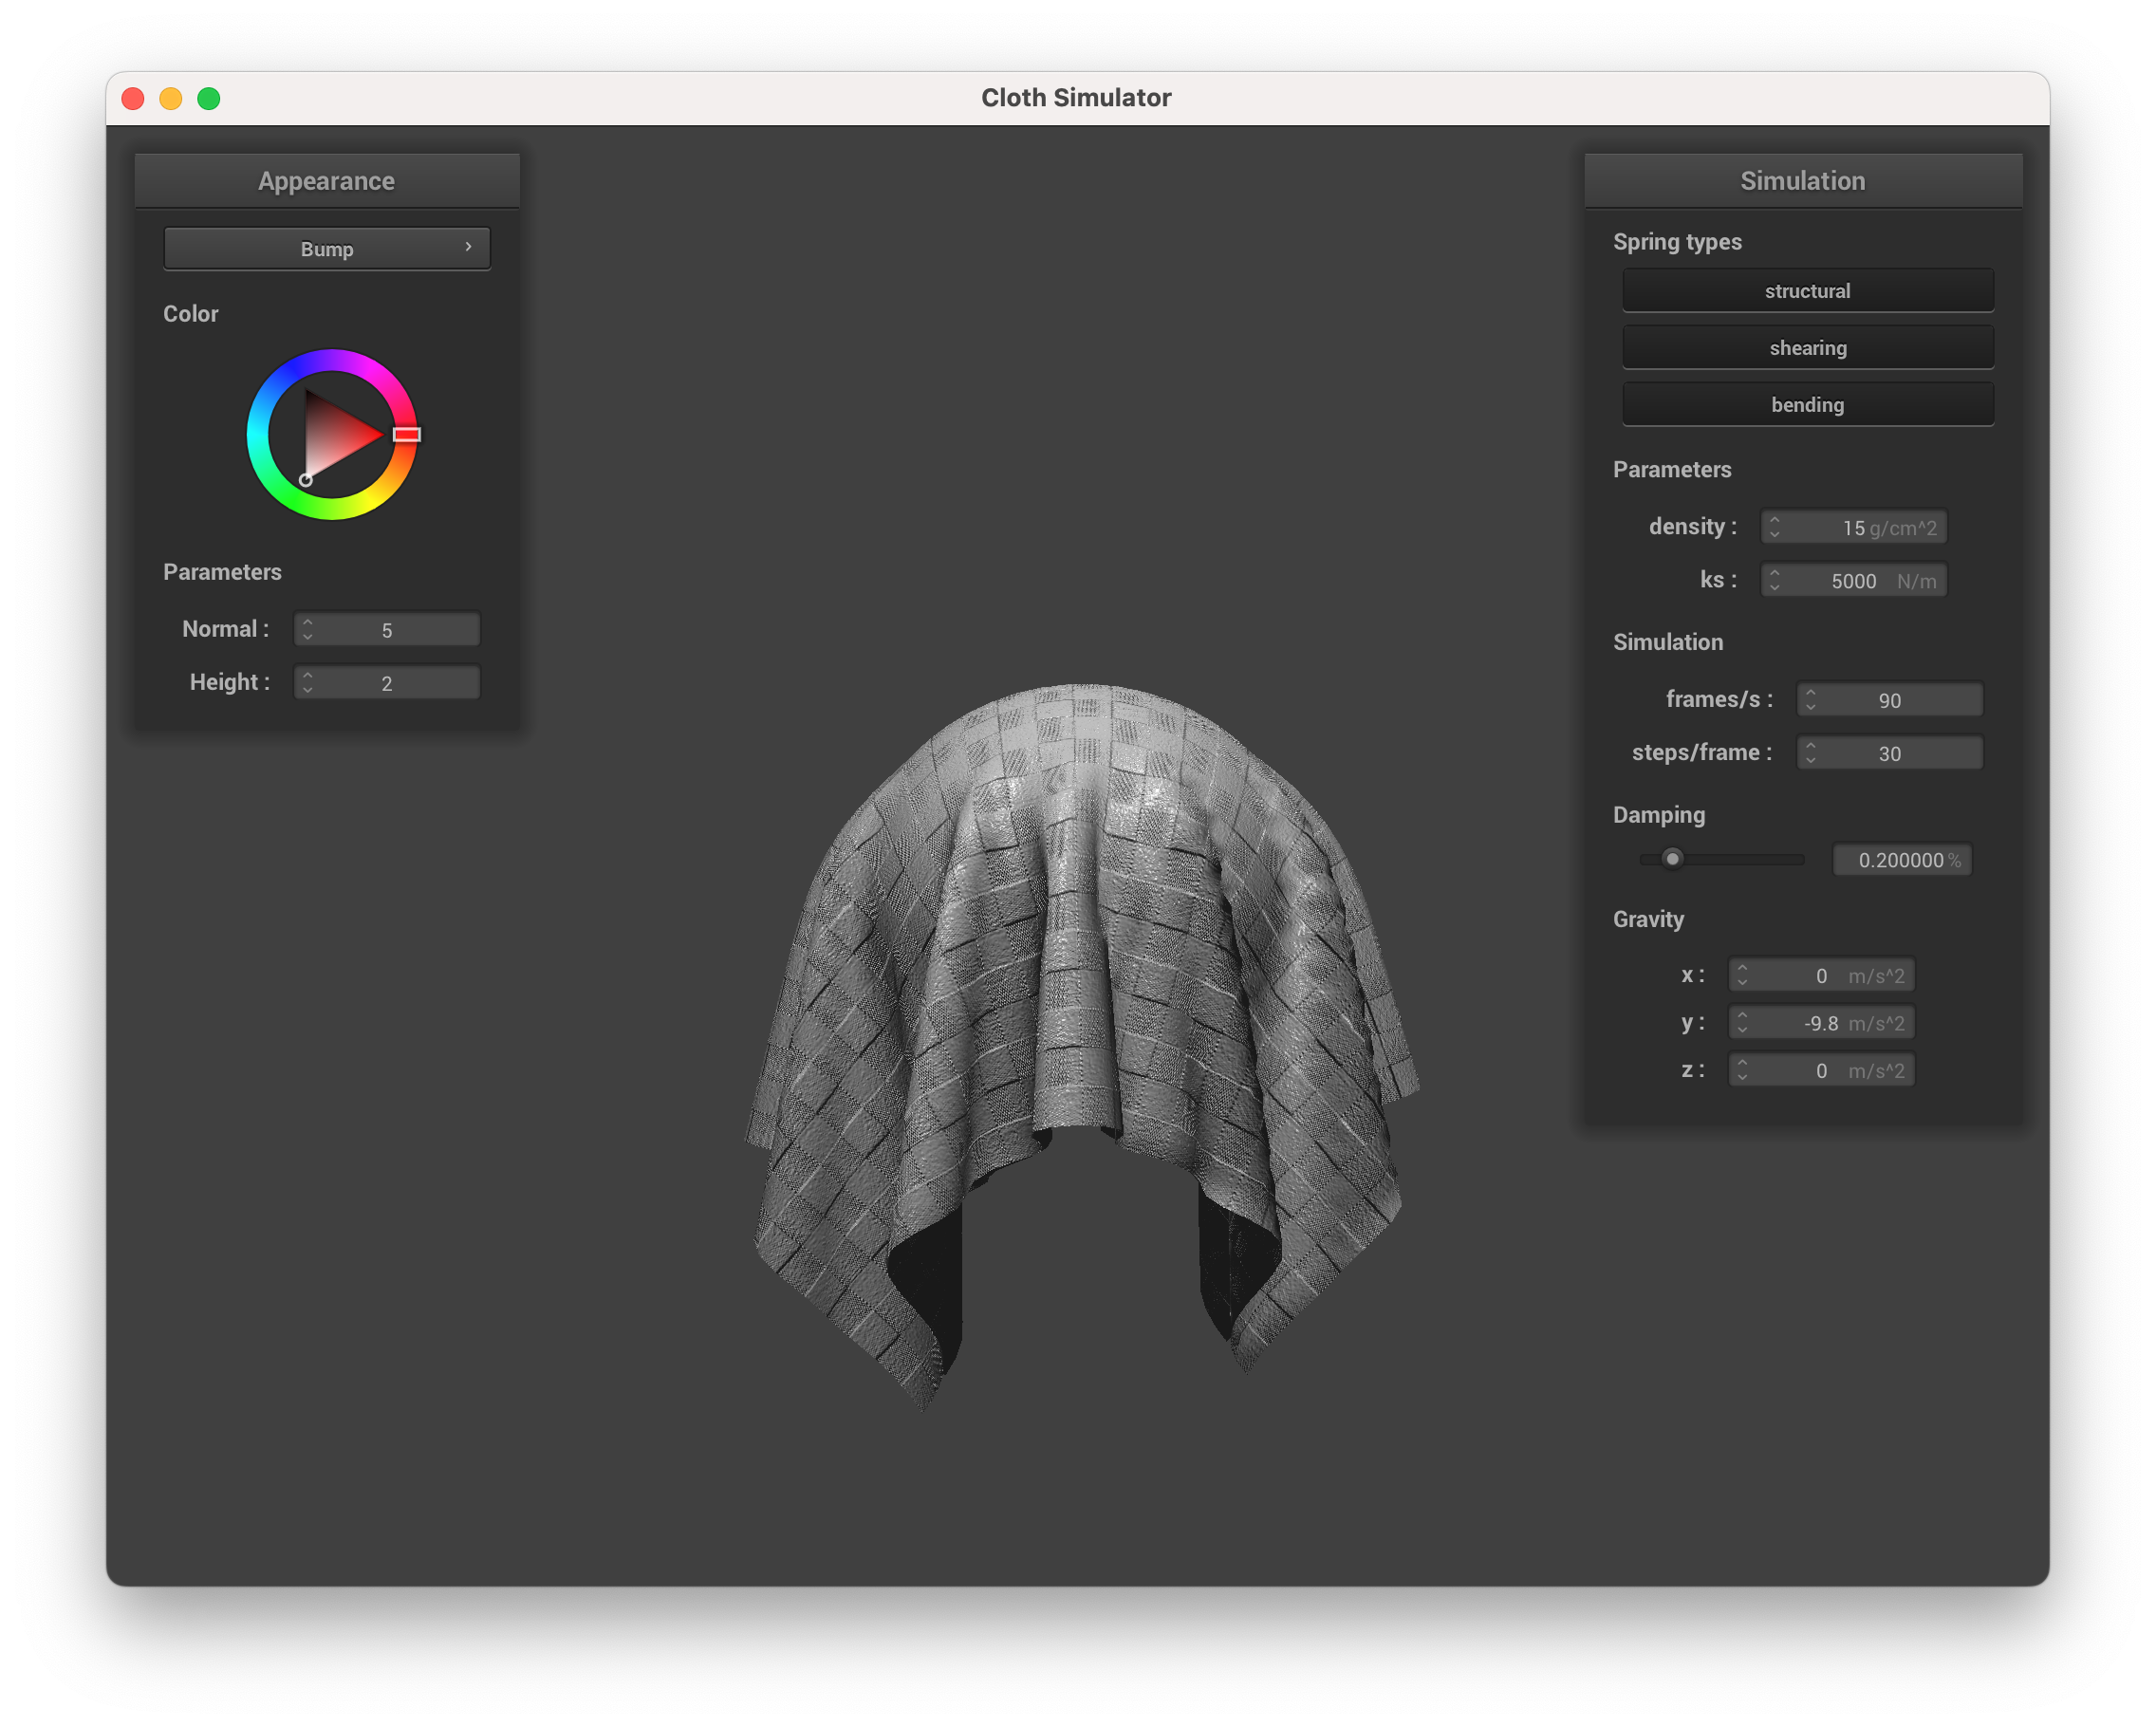 Cloth Simulator
Appearance
Bump
Color
Parameters
Normal : 5
Height : 2
Simulation
Spring types
structural
shearing
bending
Parameters
density : 15 g/cm^2
ks : 5000 N/m
Simulation
frames/s : 90
steps/frame : 30
Damping
0.200000 %
Gravity
x : 0 m/s^2
y : -9.8 m/s^2
z : 0 m/s^2